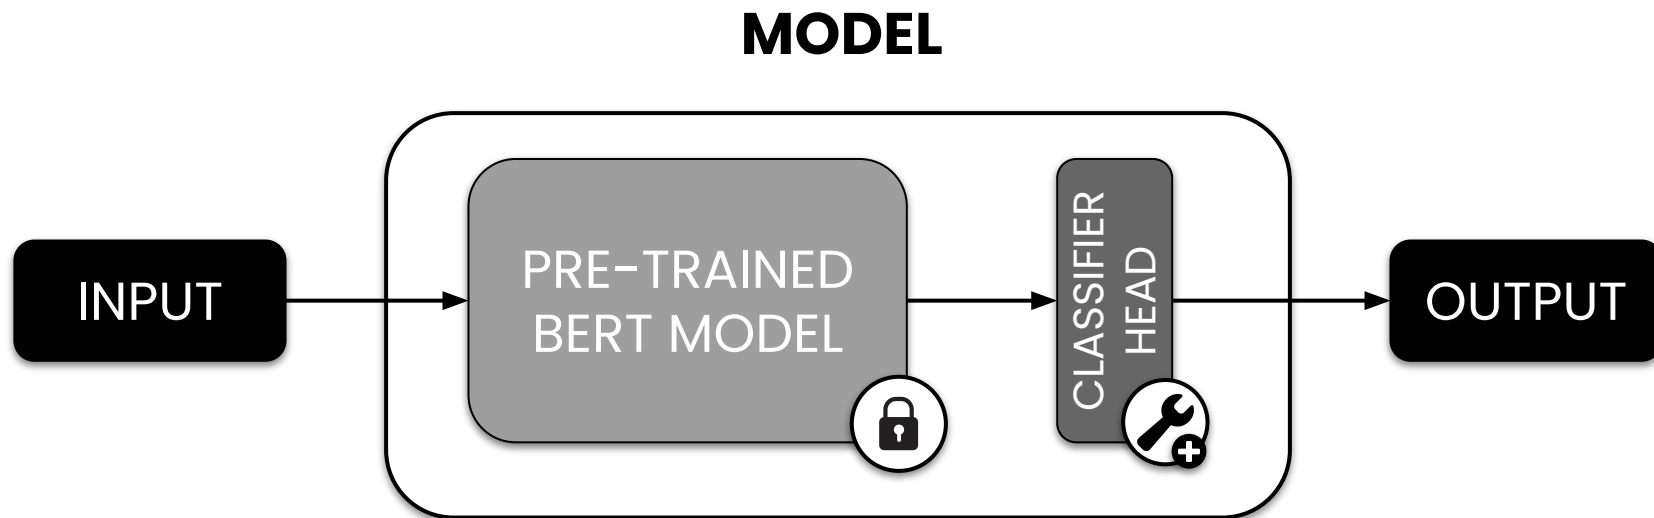 MODEL
INPUT
PRE-TRAINED
BERT MODEL
CLASSIFIER
HEAD
OUTPUT